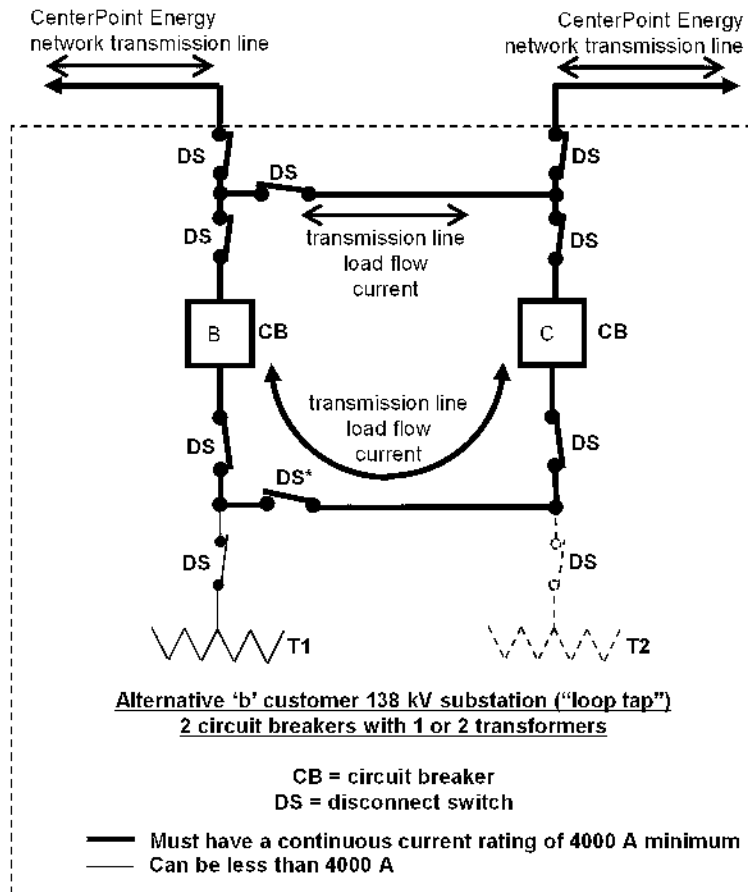 CenterPoint Energy
network transmission line
CenterPoint Energy
network transmission line
DS
DS
DS
DS
DS
transmission line
load flow
current
B
CB
C
CB
transmission line
load flow
current
DS
DS
DS*
DS
DS
T1
T2
Alternative ‘b’ customer 138 kV substation (“loop tap”)
2 circuit breakers with 1 or 2 transformers
CB = circuit breaker
DS = disconnect switch
Must have a continuous current rating of 4000 A minimum
Can be less than 4000 A